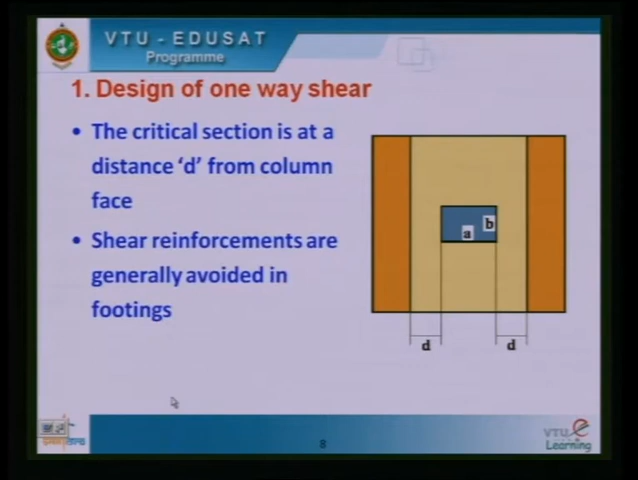 VTU - EDUSAT
Programme
1. Design of one way shear
• The critical section is at a
distance ‘d’ from column
face
• Shear reinforcements are
generally avoided in
footings
b
a
d
d
8
VTU e
Learning